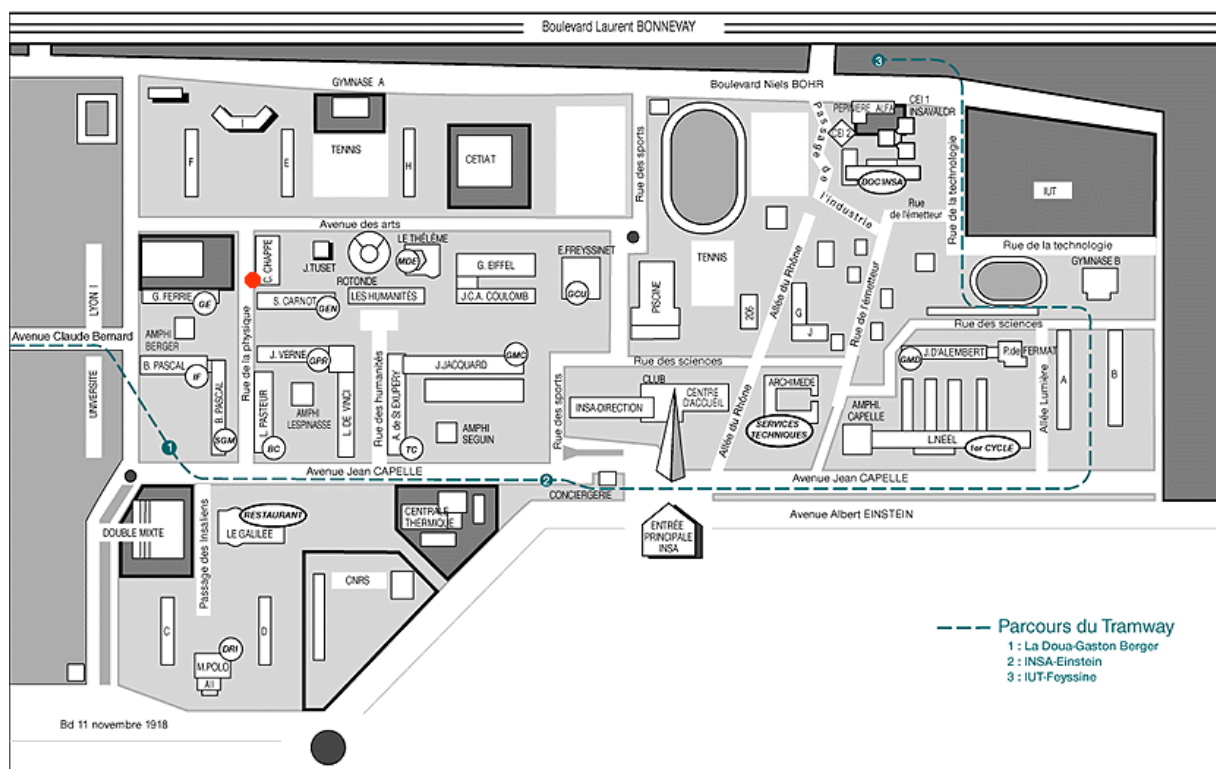 Boulevard Laurent BONNEVAY
3
GYMNASE A
Boulevard Niels BOHR
PEPINIERE ALFA
CEI 1
INSAVALOR
CEI 2
I
F
E
TENNIS
H
CETIAT
Rue des sports
Passage de l'industrie
DOC'INSA
Rue
de l'émetteur
Rue de la technologie
IUT
Avenue des arts
C. CHAPPE
J.TUSET
ROTONDE
LE THÉLÈME
MDE
G. EIFFEL
E.FREYSSINET
GCU
TENNIS
Rue de la technologie
GYMNASE B
G. FERRIE
GE
S. CARNOT
GEN
LES HUMANITÉS
J.C.A. COULOMB
PISCINE
205
Allée du Rhône
G
J
Rue de l'émetteur
LYON I
AMPHI
BERGER
Avenue Claude Bernard
Rue de la physique
Rue des sciences
B. PASCAL
IF
J. VERNE
GPR
J.JACQUARD
GMC
Rue des sciences
GMD
J.D'ALEMBERT
P.de FERMAT
A
B
UNIVERSITE
B. PASCAL
SGM
L. PASTEUR
BC
AMPHI
LESPINASSE
L. DE VINCI
Rue des humanités
A. de St EXUPERY
TC
AMPHI
SEGUIN
Rue des sports
CLUB
INSA-DIRECTION
CENTRE
D'ACCUEIL
Allée du Rhône
ARCHIMEDE
SERVICES
TECHNIQUES
AMPHI.
CAPELLE
L.NEEL
1er CYCLE
Allée Lumière
1
Avenue Jean CAPELLE
2
CONCIERGERIE
Avenue Jean CAPELLE
Avenue Albert EINSTEIN
DOUBLE MIXTE
Passage des Insaliens
RESTAURANT
LE GALILEE
CENTRALE
THERMIQUE
ENTRÉE
PRINCIPALE
INSA
CNRS
C
D
DRI
M.POLO
AII
Parcours du Tramway
1 : La Doua-Gaston Berger
2 : INSA-Einstein
3 : IUT-Feyssine
Bd 11 novembre 1918